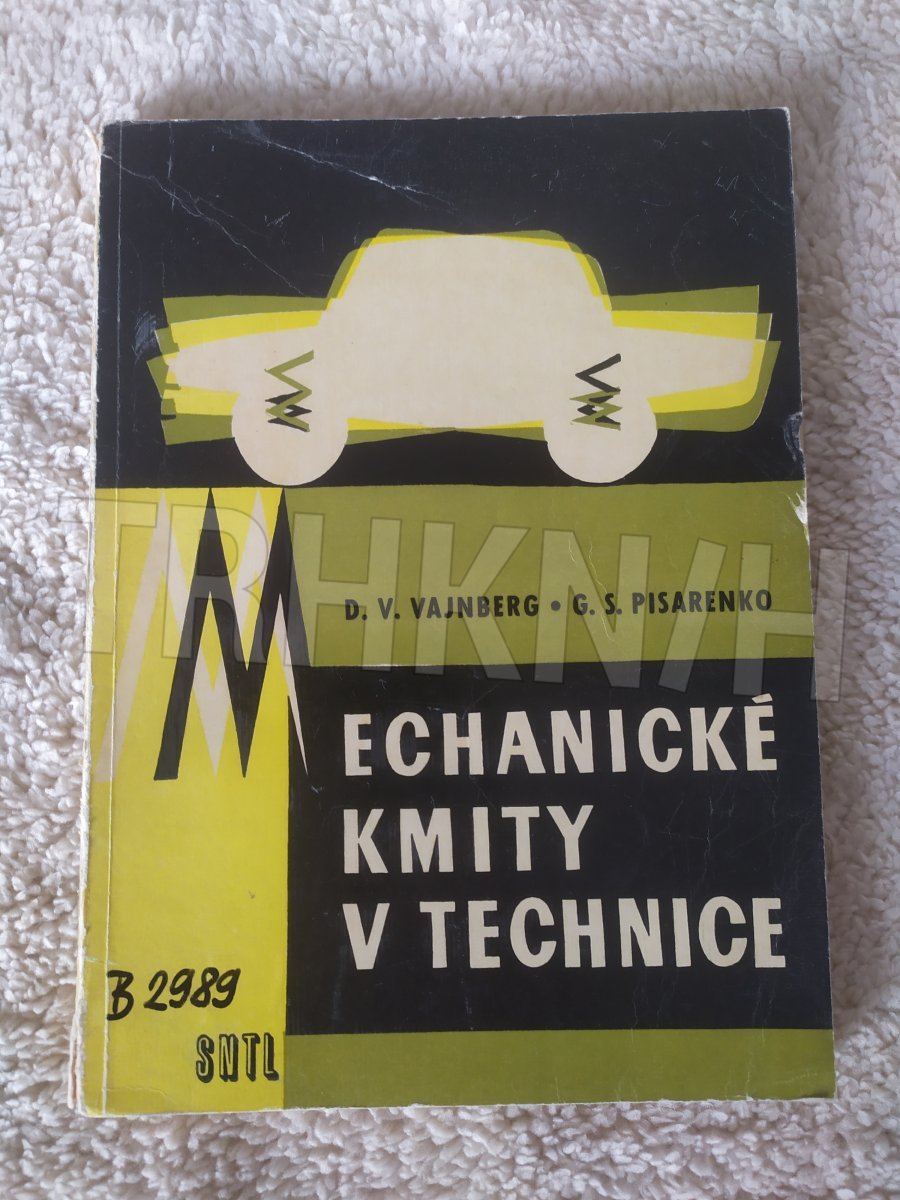 TRHKNIH
D. V. VAJNBERG • G. S. PISARENKO
MECHANICKÉ
KMITY
V TECHNICE
B 2989
SNTL